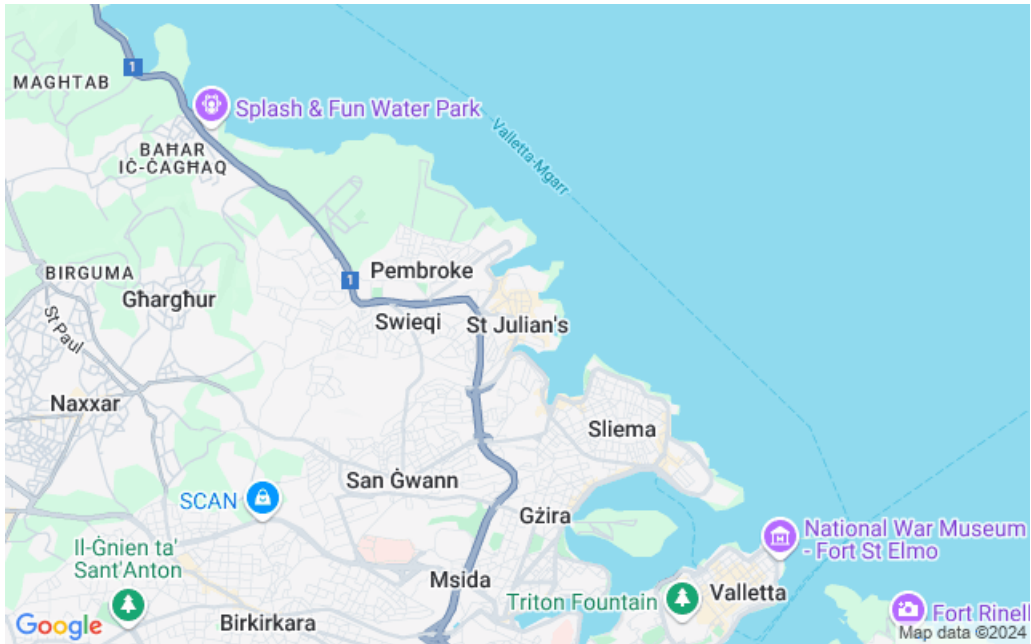 1
MAGHTAB
Splash & Fun Water Park
BAĦAR
IĊ-ĊAGĦAQ
Valletta-Mgarr
BIRGUMA
Għargħur
St Paul
1
Pembroke
Swieqi
St Julian's
Naxxar
Sliema
San Ġwann
SCAN
Gżira
National War Museum
- Fort St Elmo
Il-Ġnien ta'
Sant'Anton
Msida
Triton Fountain
Valletta
Birkirkara
Fort Rinell
Google
Map data ©2024